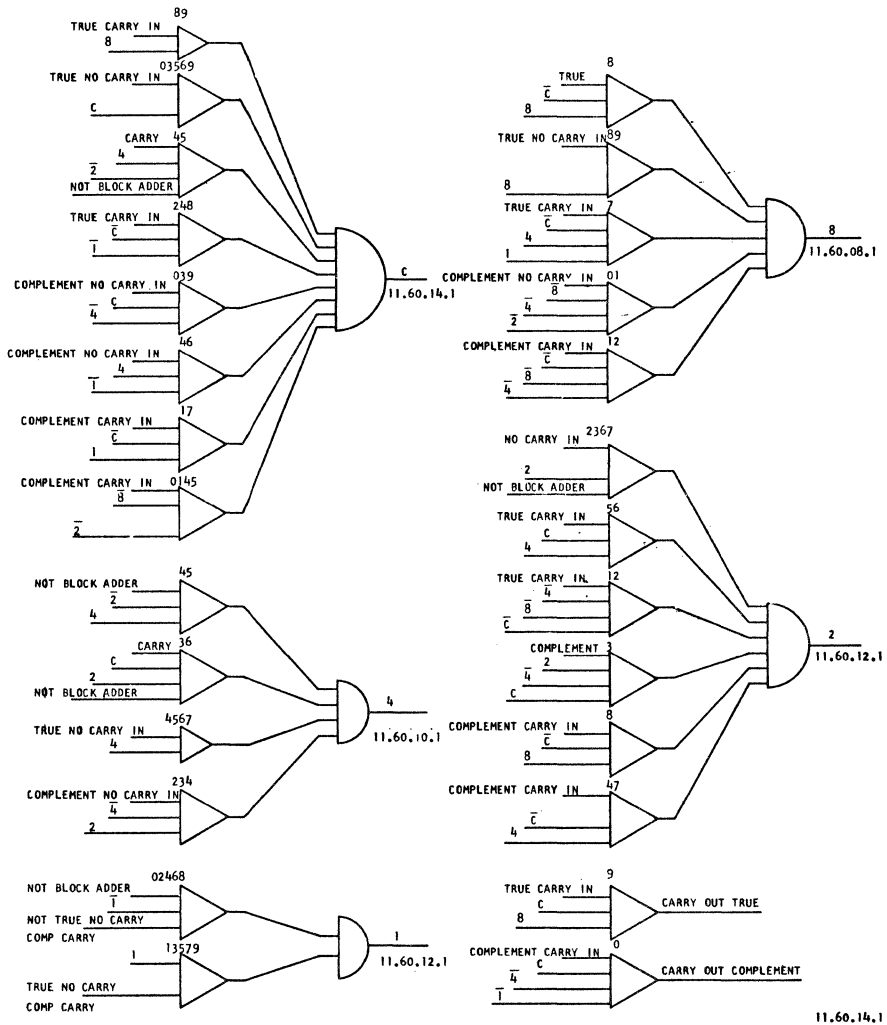 89
TRUE CARRY IN
8
03569
TRUE NO CARRY IN
C
CARRY 45
4
2̅
NOT BLOCK ADDER
248
TRUE CARRY IN
C̅
1̅
039
COMPLEMENT NO CARRY IN
C
4̅
46
COMPLEMENT NO CARRY IN
4
1̅
17
COMPLEMENT CARRY IN
C̅
1
COMPLEMENT CARRY IN 0145
8̅
2̅
C
11.60.14.1
8
TRUE
C̅
8
TRUE NO CARRY IN 89
8
TRUE CARRY IN 7
C̅
4
1
COMPLEMENT NO CARRY IN 01
8̅
4̅
2̅
COMPLEMENT CARRY IN 12
C̅
8̅
4̅
8
11.60.08.1
NO CARRY IN 2367
2
NOT BLOCK ADDER
TRUE CARRY IN 56
C
4
TRUE CARRY IN 12
4̅
8̅
C̅
COMPLEMENT 3
2
4̅
C
COMPLEMENT CARRY IN 8
C̅
8
COMPLEMENT CARRY IN 47
C̅
4
2
11.60.12.1
45
NOT BLOCK ADDER
2̅
4
CARRY 36
C
2
NOT BLOCK ADDER
4567
TRUE NO CARRY IN
4
234
COMPLEMENT NO CARRY IN
4̅
2
4
11.60.10.1
02468
NOT BLOCK ADDER
1̅
NOT TRUE NO CARRY
COMP CARRY
13579
1
TRUE NO CARRY
COMP CARRY
1
11.60.12.1
9
TRUE CARRY IN
C
8
CARRY OUT TRUE
COMPLEMENT CARRY IN 0
C
4̅
1̅
CARRY OUT COMPLEMENT
11.60.14.1